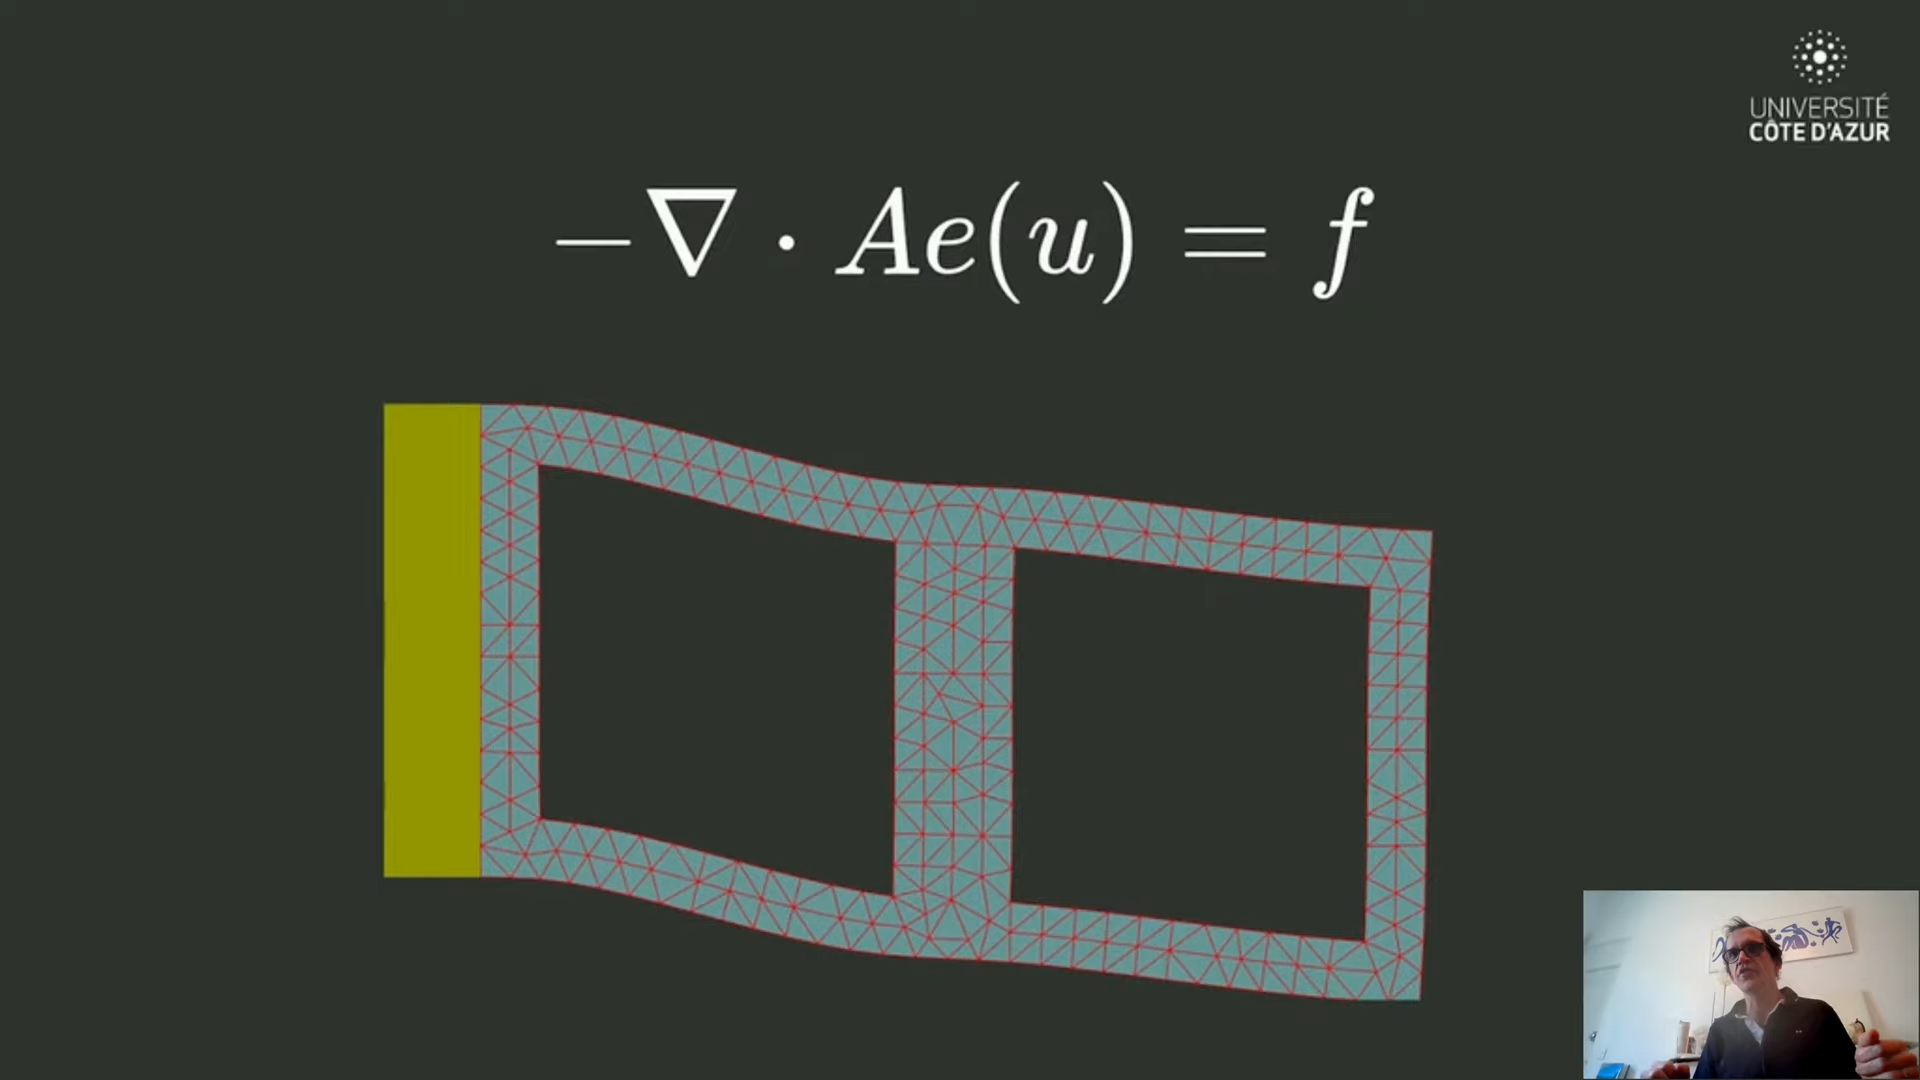 UNIVERSITÉ
CÔTE D'AZUR
−∇ · Ae(u) = f